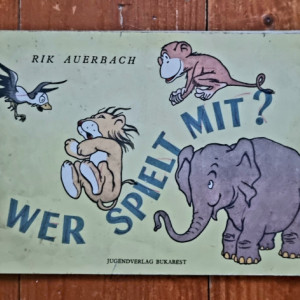 RIK AUERBACH
WER SPIELT MIT?
JUGENDVERLAG BUKAREST